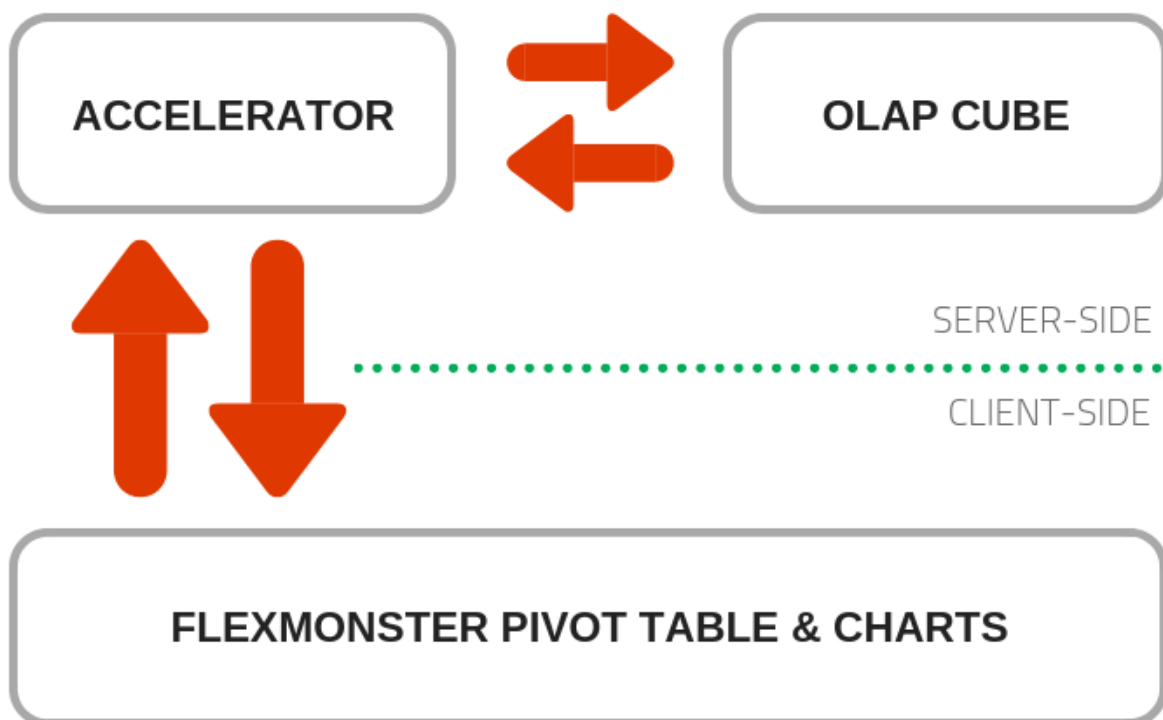 ACCELERATOR
OLAP CUBE
SERVER-SIDE
CLIENT-SIDE
FLEXMONSTER PIVOT TABLE & CHARTS